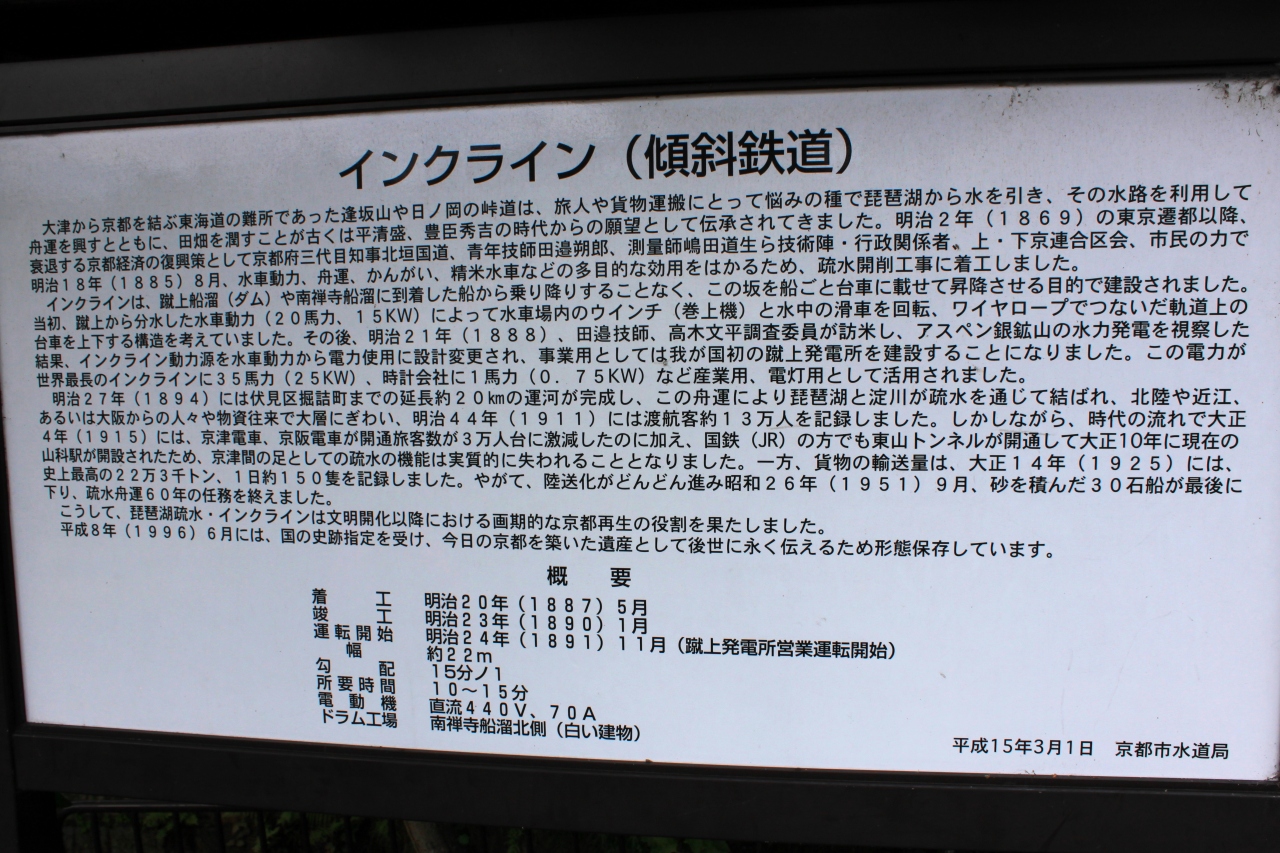 インクライン（傾斜鉄道）
大津から京都を結ぶ東海道の難所であった逢坂山や日ノ岡の峠道は、旅人や貨物運搬にとって悩みの種で琵琶湖から水を引き、その水路を利用して
舟運を興すとともに、田畑を潤すことが古くは平清盛、豊臣秀吉の時代からの願望として伝承されてきました。明治２年（１８６９）の東京遷都以降、
衰退する京都経済の復興策として京都府三代目知事北垣国道、青年技師田邉朔郎、測量師嶋田道生ら技術陣・行政関係者、上・下京連合区会、市民の力で
明治１８年（１８８５）８月、水車動力、舟運、かんがい、精米水車などの多目的な効用をはかるため、疏水開削工事に着工しました。
インクラインは、蹴上船溜（ダム）や南禅寺船溜に到着した船から乗り降りすることなく、この坂を船ごと台車に載せて昇降させる目的で建設されました。
当初、蹴上から分水した水車動力（２０馬力、１５KW）によって水車場内のウインチ（巻上機）と水中の滑車を回転、ワイヤロープでつないだ軌道上の
台車を上下する構造を考えていました。その後、明治２１年（１８８８）、田邉技師、高木文平調査委員が訪米し、アスペン銀鉱山の水力発電を視察した
結果、インクライン動力源を水車動力から電力使用に設計変更され、事業用としては我が国初の蹴上発電所を建設することになりました。この電力が
世界最長のインクラインに３５馬力（２５KW）、時計会社に１馬力（０．７５KW）など産業用、電灯用として活用されました。
明治２７年（１８９４）には伏見区堀詰町までの延長約２０㎞の運河が完成し、この舟運により琵琶湖と淀川が疏水を通じて結ばれ、北陸や近江、
あるいは大阪からの人々や物資往来で大層にぎわい、明治４４年（１９１１）には渡航客約１３万人を記録しました。しかしながら、時代の流れで大正
４年（１９１５）には、京津電車、京阪電車が開通旅客数が３万人台に激減したのに加え、国鉄（JR）の方でも東山トンネルが開通して大正10年に現在の
山科駅が開設されたため、京津間の足としての疏水の機能は実質的に失われることとなりました。一方、貨物の輸送量は、大正１４年（１９２５）には、
史上最高の２２万３千トン、１日約１５０隻を記録しました。やがて、陸送化がどんどん進み昭和２６年（１９５１）９月、砂を積んだ３０石船が最後に
下り、疏水舟運６０年の任務を終えました。
こうして、琵琶湖疏水・インクラインは文明開化以降における画期的な京都再生の役割を果たしました。
平成８年（１９９６）６月には、国の史跡指定を受け、今日の京都を築いた遺産として後世に永く伝えるため形態保存しています。
概　要
着　工　明治２０年（１８８７）５月
竣　工　明治２３年（１８９０）１月
運転開始　明治２４年（１８９１）１１月（蹴上発電所営業運転開始）
幅　約２２ｍ
勾　配　１５分ノ１
所要時間　１０～１５分
電動機　直流４４０Ｖ、７０Ａ
ドラム工場　南禅寺船溜北側（白い建物）
平成15年3月1日　京都市水道局